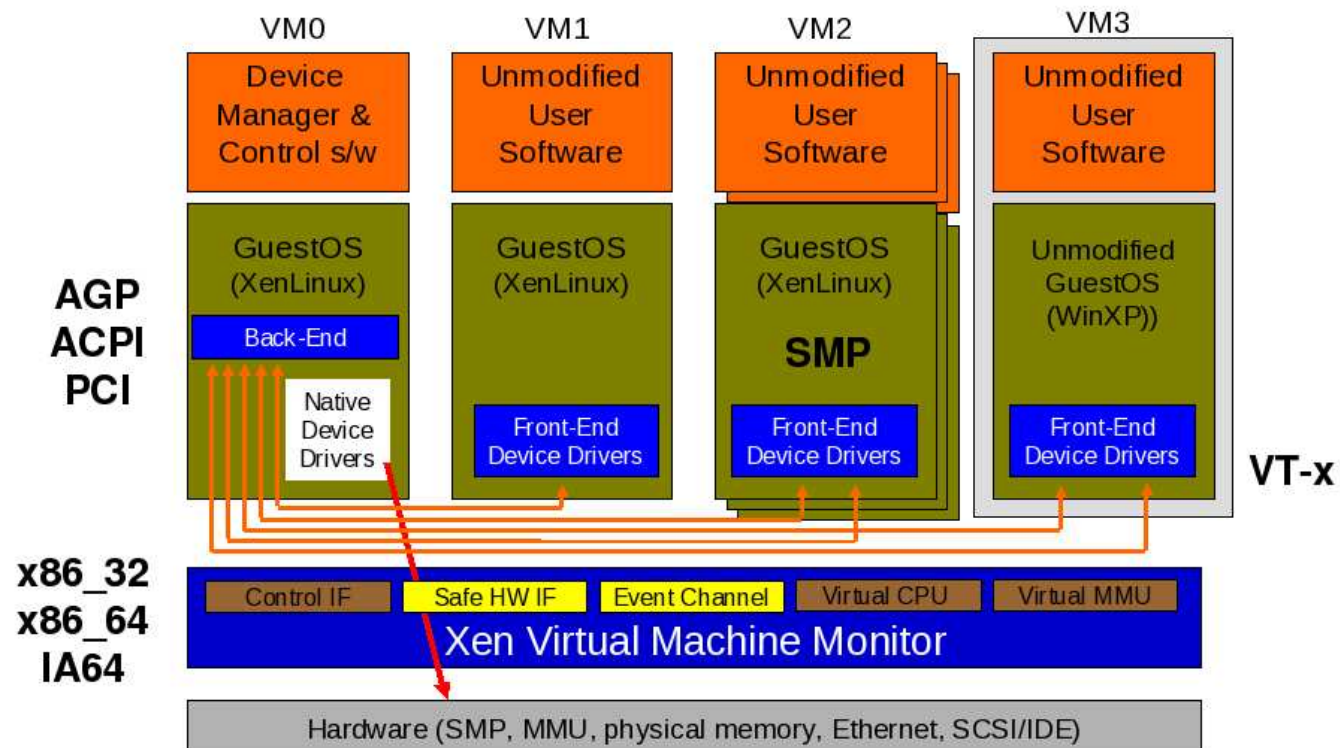 VM0
VM1
VM2
VM3
Device
Manager &
Control s/w
Unmodified
User
Software
Unmodified
User
Software
Unmodified
User
Software
GuestOS
(XenLinux)
Back-End
Native
Device
Drivers
GuestOS
(XenLinux)
Front-End
Device Drivers
GuestOS
(XenLinux)
SMP
Front-End
Device Drivers
Unmodified
GuestOS
(WinXP))
Front-End
Device Drivers
AGP
ACPI
PCI
VT-x
x86_32
x86_64
IA64
Control IF
Safe HW IF
Event Channel
Virtual CPU
Virtual MMU
Xen Virtual Machine Monitor
Hardware (SMP, MMU, physical memory, Ethernet, SCSI/IDE)